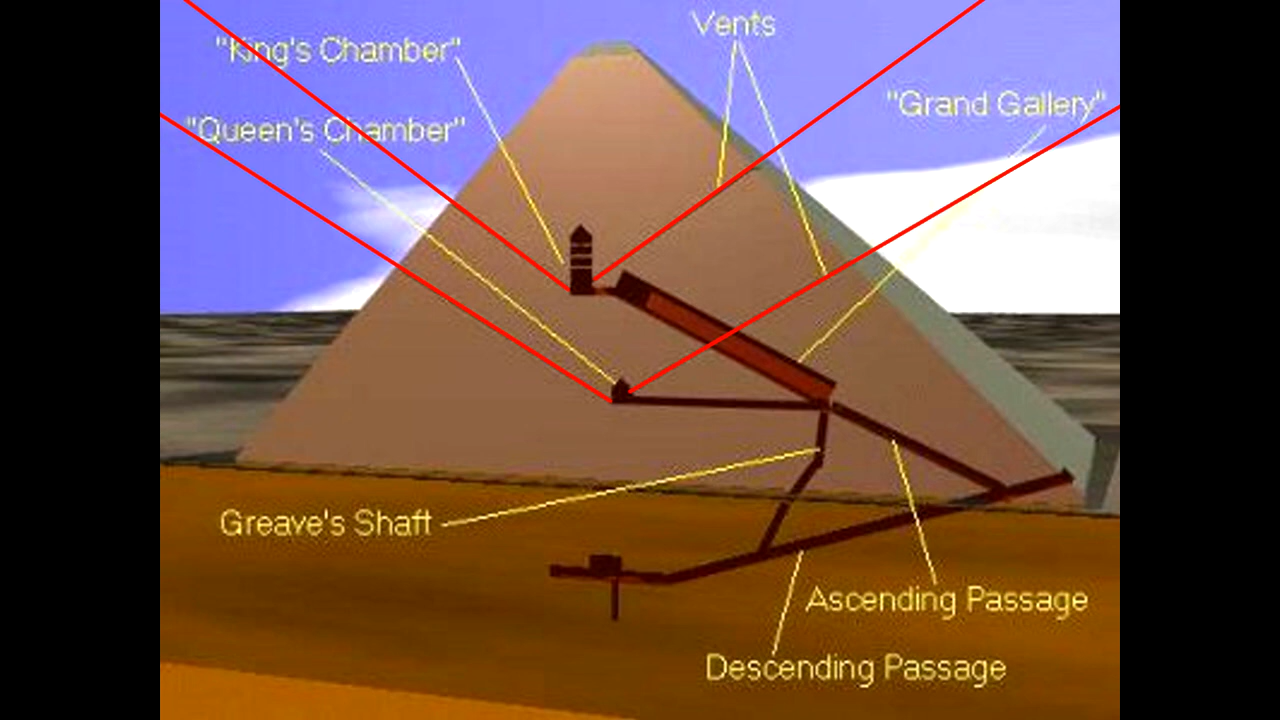 Vents
"King's Chamber"
"Grand Gallery"
"Queen's Chamber"
Greave's Shaft
Ascending Passage
Descending Passage